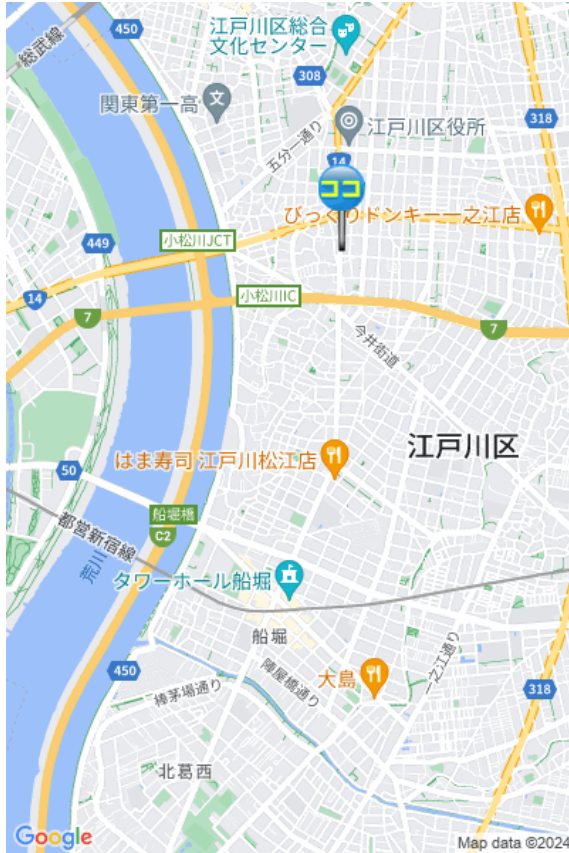 450
江戸川区総合
文化センター
総武線
308
関東第一高
五分一通り
江戸川区役所
318
14
ココ
びっくりドンキー一之江店
449
小松川JCT
14
小松川IC
7
7
今井街道
江戸川区
はま寿司 江戸川松江店
50
船堀橋
都営新宿線
C2
荒川
タワーホール船堀
船堀
一之江通り
450
陣屋橋通り
大島
318
棒茅場通り
北葛西
Google
Map data ©2024